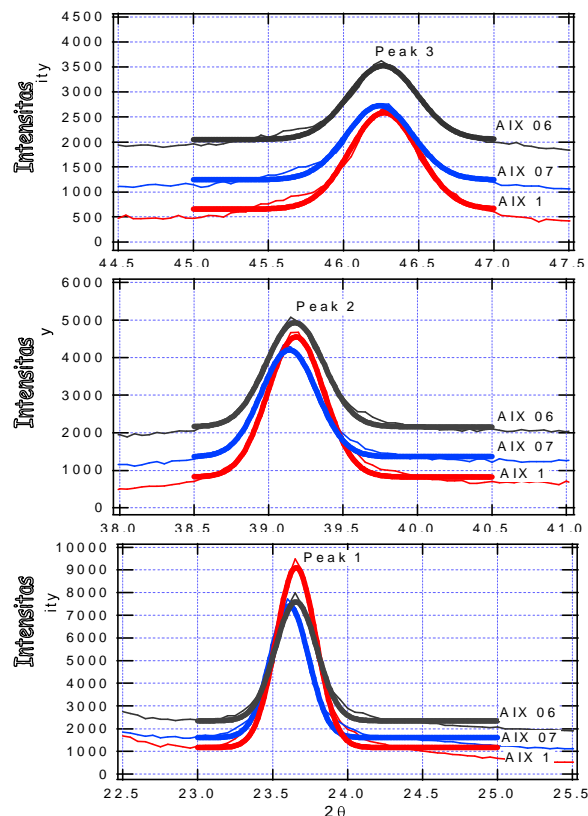 4500
4000
3500
3000
2500
2000
1500
1000
500
0
Intensitas
ity
Peak 3
AIX 06
AIX 07
AIX 1
44.5 45.0 45.5 46.0 46.5 47.0 47.5
6000
5000
4000
3000
2000
1000
0
Intensitas
y
Peak 2
AIX 06
AIX 07
AIX 1
38.0 38.5 39.0 39.5 40.0 40.5 41.0
10000
9000
8000
7000
6000
5000
4000
3000
2000
1000
0
Intensitas
ity
Peak 1
AIX 06
AIX 07
AIX 1
22.5 23.0 23.5 24.0 24.5 25.0 25.5
2θ